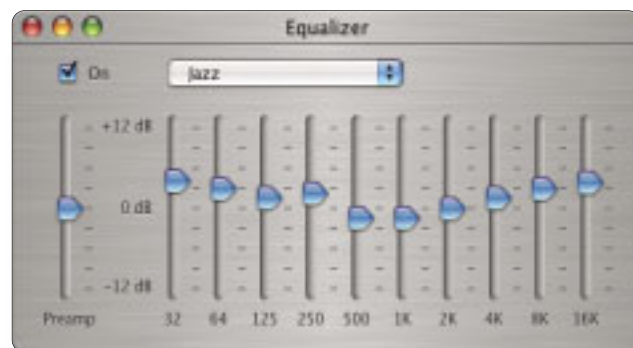 Equalizer
On
Jazz
+12 dB
0 dB
-12 dB
Preamp 32 64 125 250 500 1K 2K 4K 8K 16K